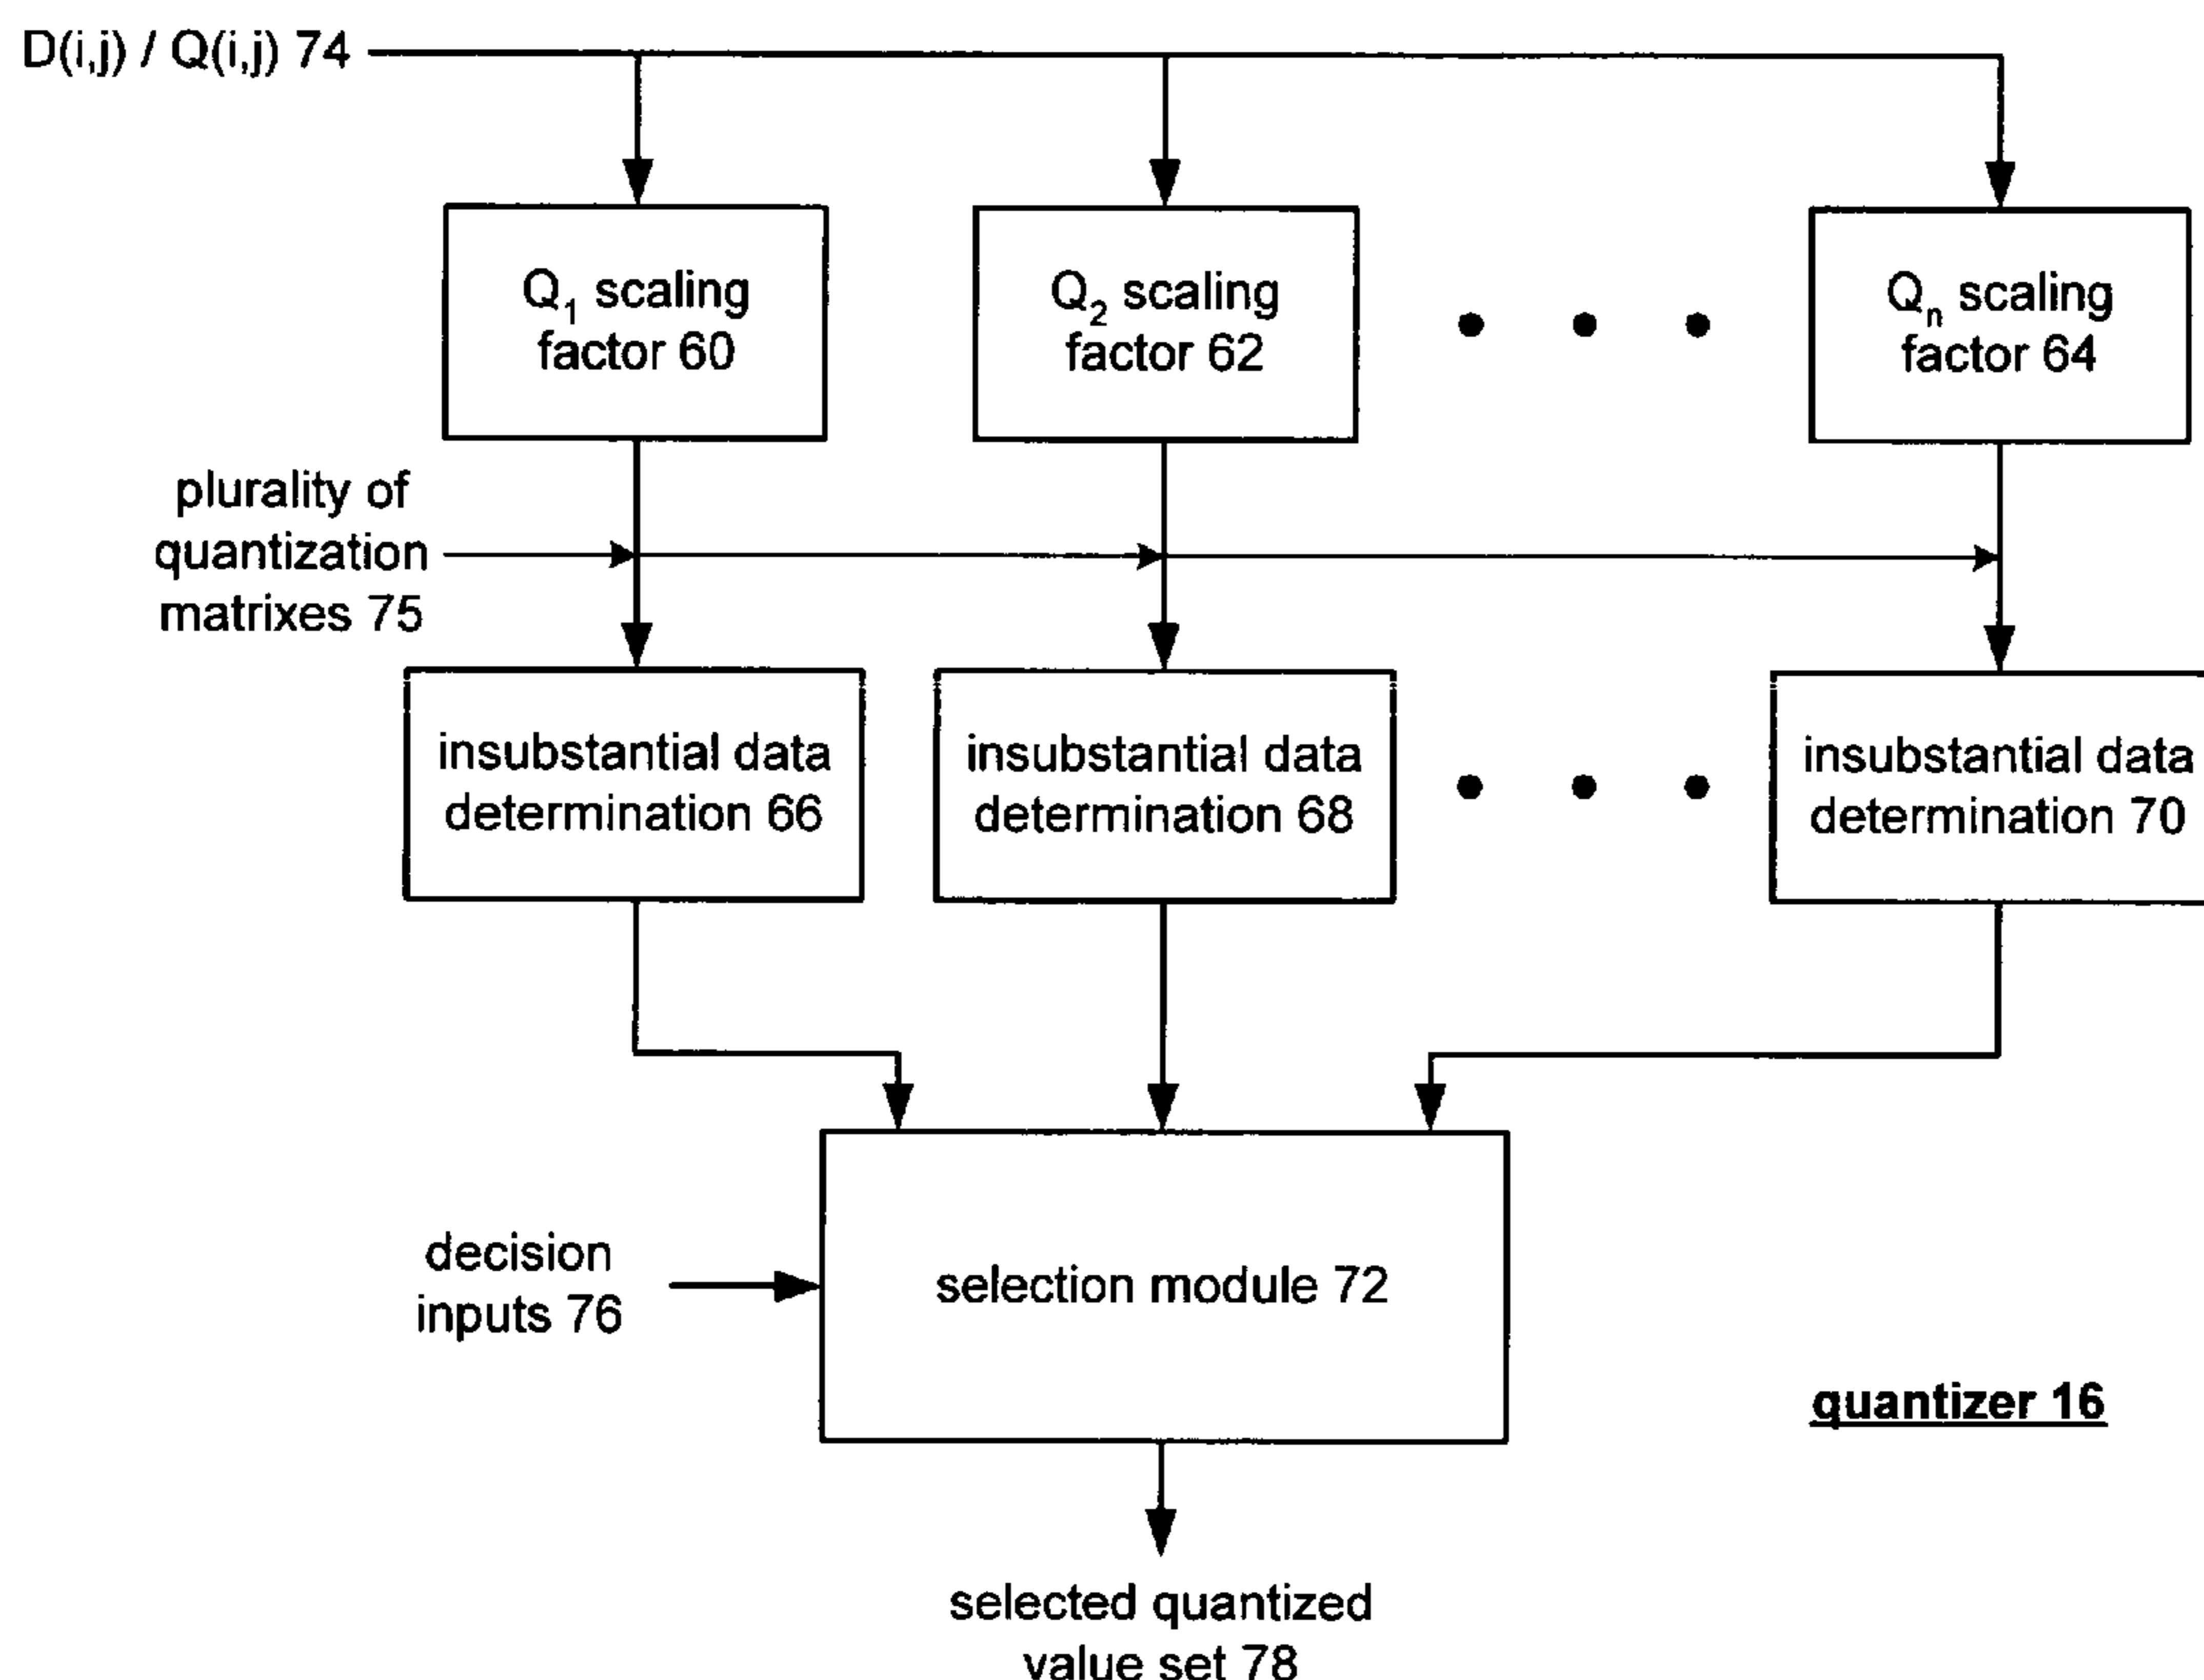 D(i,j) / Q(i,j) 74
Q1 scaling
factor 60
Q2 scaling
factor 62
Qn scaling
factor 64
plurality of
quantization
matrixes 75
insubstantial data
determination 66
insubstantial data
determination 68
insubstantial data
determination 70
decision
inputs 76
selection module 72
quantizer 16
selected quantized
value set 78